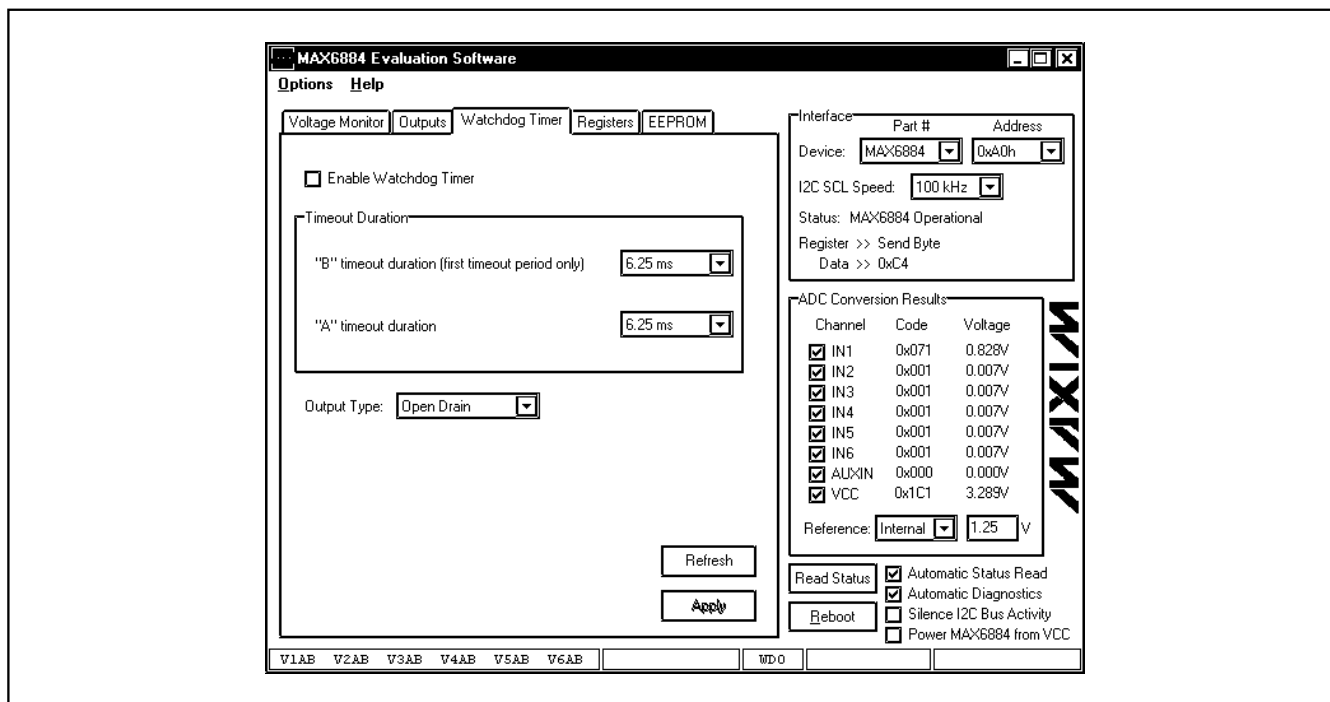 MAX6884 Evaluation Software
Options Help
Voltage Monitor Outputs Watchdog Timer Registers EEPROM
Enable Watchdog Timer
Timeout Duration
"B" timeout duration (first timeout period only) 6.25 ms
"A" timeout duration 6.25 ms
Output Type: Open Drain
Refresh
Apply
Interface
Part # Address
Device: MAX6884 0xA0h
I2C SCL Speed: 100 kHz
Status: MAX6884 Operational
Register >> Send Byte
Data >> 0xC4
ADC Conversion Results
Channel Code Voltage
IN1 0x071 0.828V
IN2 0x001 0.007V
IN3 0x001 0.007V
IN4 0x001 0.007V
IN5 0x001 0.007V
IN6 0x001 0.007V
AUXIN 0x000 0.000V
VCC 0x1C1 3.289V
Reference: Internal 1.25 V
MAXIM
Read Status
Reboot
Automatic Status Read
Automatic Diagnostics
Silence I2C Bus Activity
Power MAX6884 from VCC
V1AB V2AB V3AB V4AB V5AB V6AB WDO